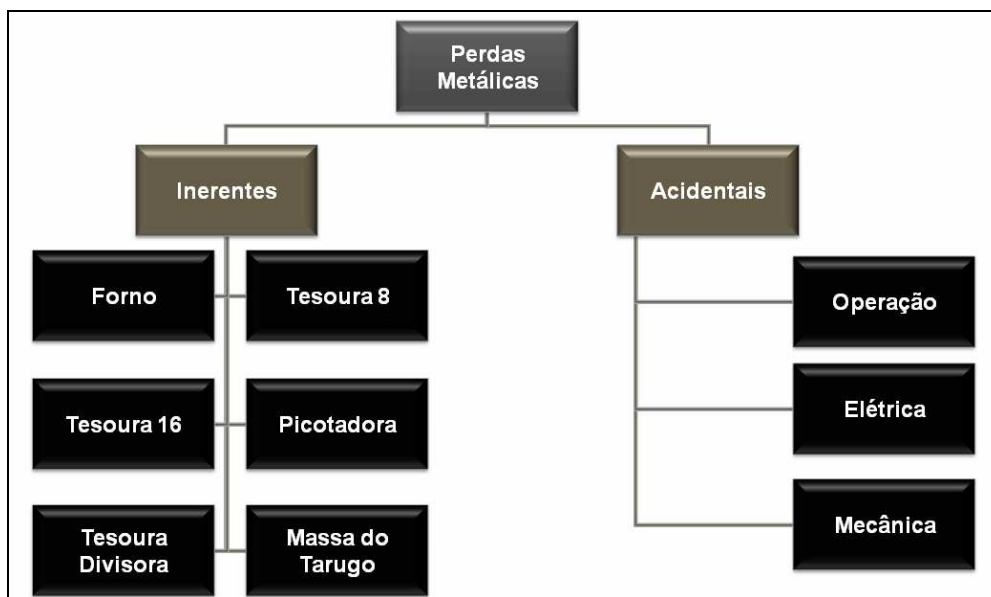 Perdas
Metálicas
Inerentes
Acidentais
Forno
Tesoura 8
Operação
Tesoura 16
Picotadora
Elétrica
Tesoura
Divisora
Massa do
Tarugo
Mecânica